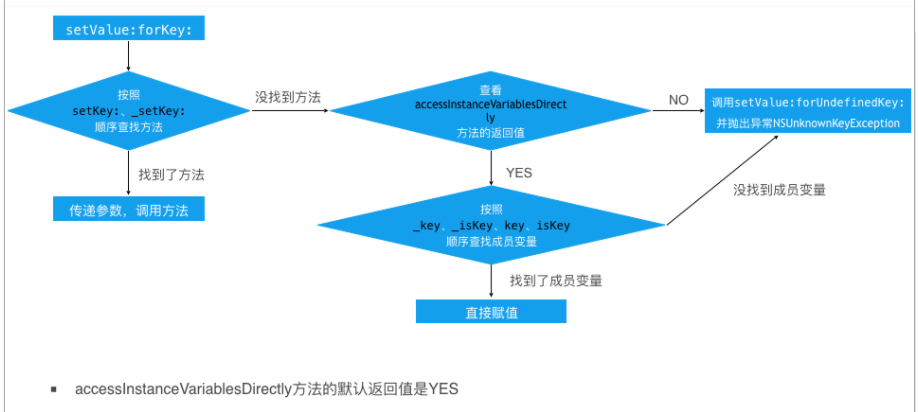 setValue:forKey:
按照
setKey:、_setKey:
顺序查找方法
没找到方法
查看
accessInstanceVariablesDirect
ly
方法的返回值
NO
调用setValue:forUndefinedKey:
并抛出异常NSUnknownKeyException
找到了方法
传递参数，调用方法
YES
没找到成员变量
按照
_key、_isKey、key、isKey
顺序查找成员变量
找到了成员变量
直接赋值
▪ accessInstanceVariablesDirectly方法的默认返回值是YES